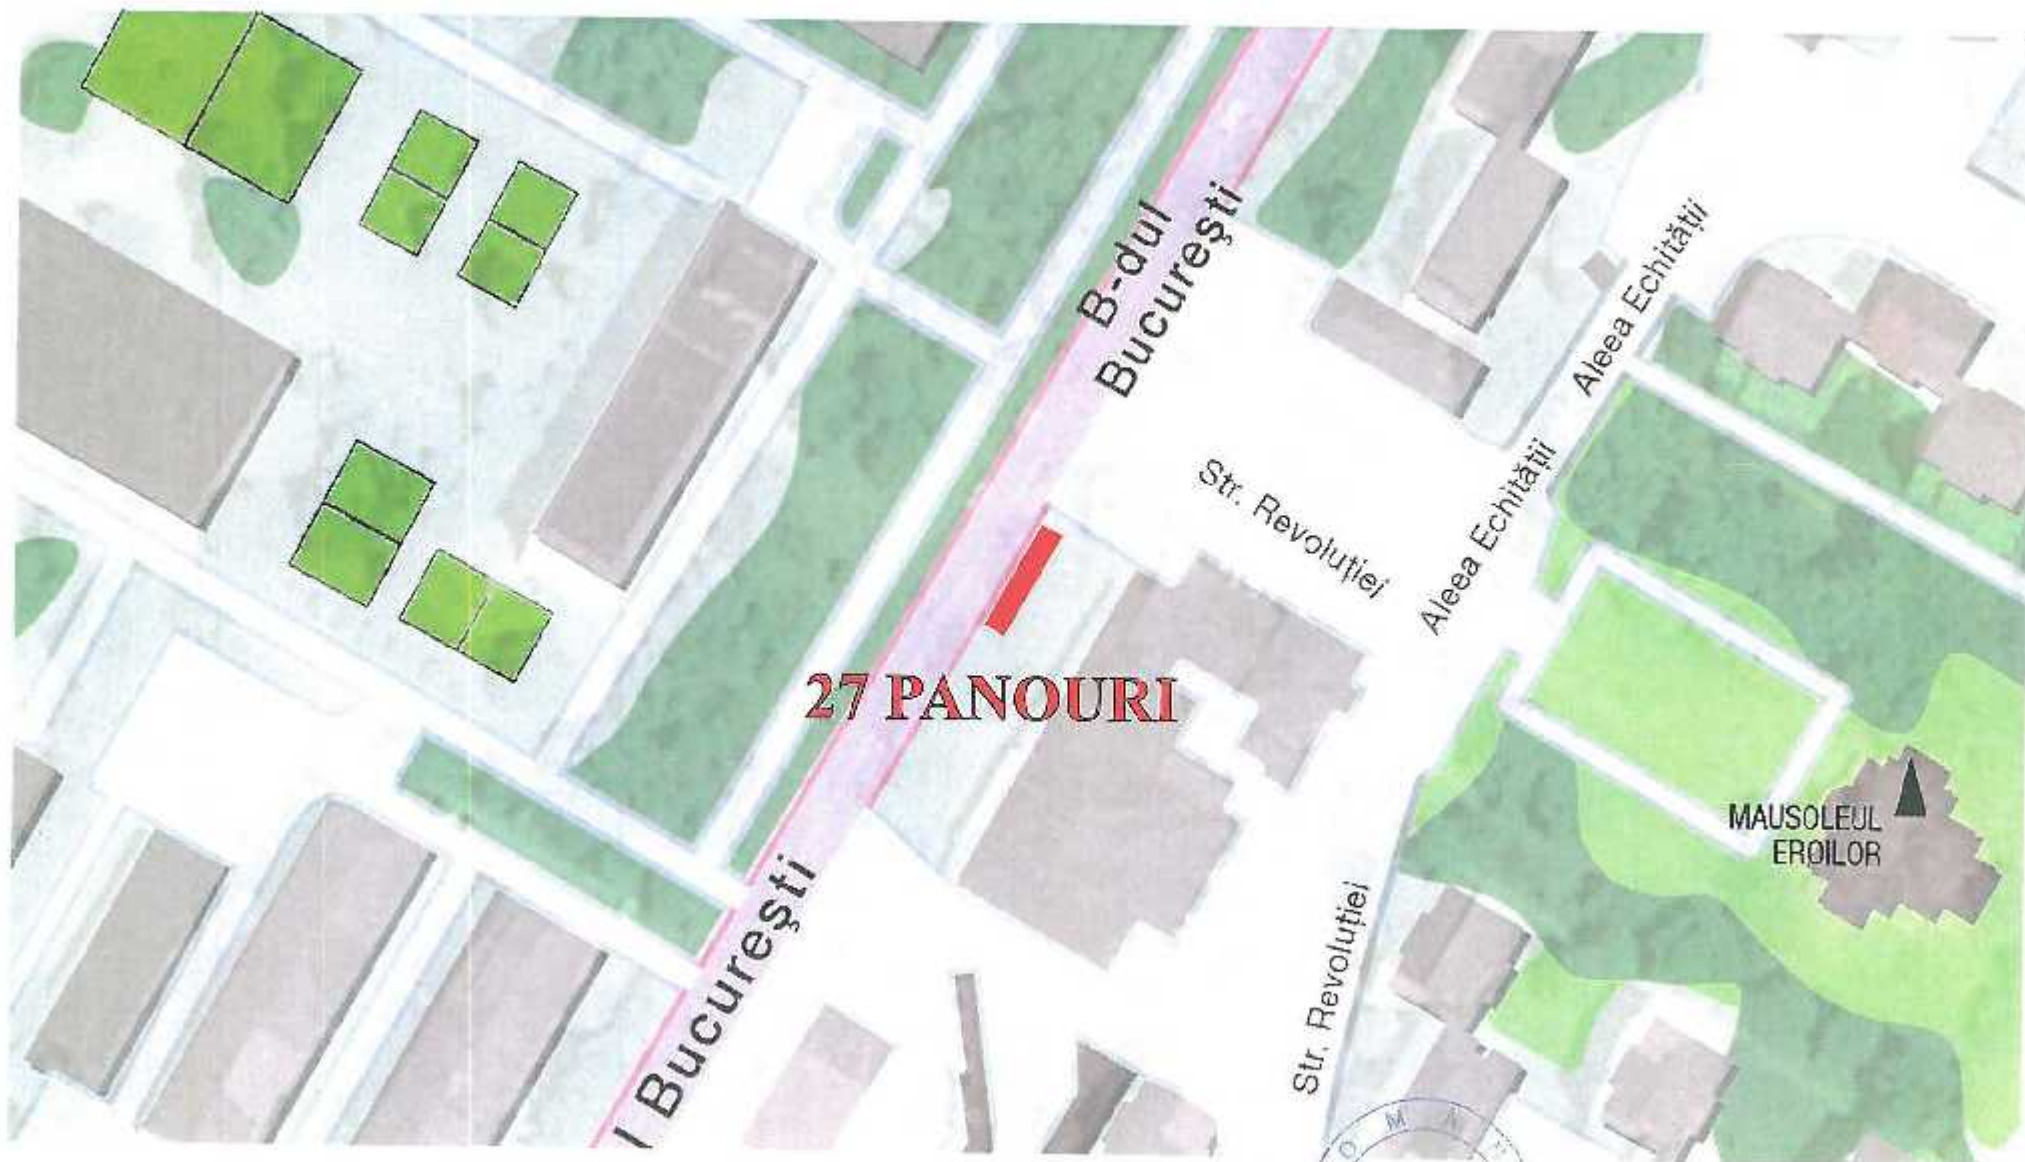 B-dul
București
Aleea Echității
Str. Revoluției
Aleea Echității
27 PANOURI
MAUSOLEUL
EROILOR
l București
Str. Revoluției
O M Â N